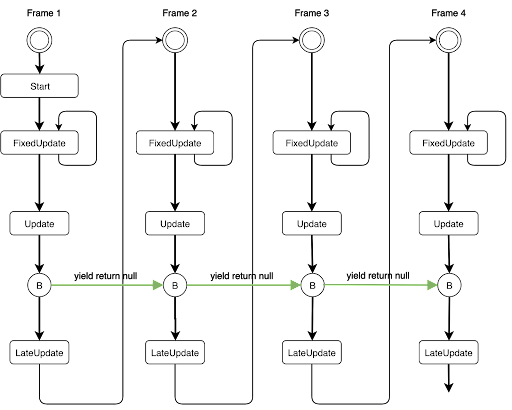 Frame 1
Frame 2
Frame 3
Frame 4
Start
FixedUpdate
FixedUpdate
FixedUpdate
FixedUpdate
Update
Update
Update
Update
B
yield return null
B
yield return null
B
yield return null
B
LateUpdate
LateUpdate
LateUpdate
LateUpdate